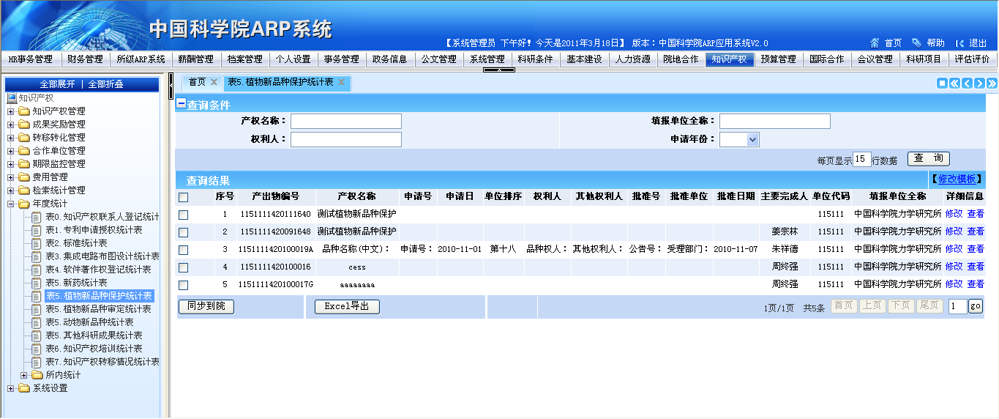 中国科学院ARP系统
【系统管理员 下午好! 今天是2011年3月18日】 版本：中国科学院ARP应用系统V2.0
首页 帮助 退出
HR事务管理 财务管理 所级ARP系统 薪酬管理 档案管理 个人设置 事务管理 政务信息 公文管理 系统管理 科研条件 基本建设 人力资源 院地合作 知识产权 预算管理 国际合作 会议管理 科研项目 评估评价
全部展开 | 全部折叠
知识产权
知识产权管理
成果奖励管理
转移转化管理
合作单位管理
期限监控管理
费用管理
检索统计管理
年度统计
表0. 知识产权联系人登记统计
表1. 专利申请授权统计表
表2. 标准统计表
表3. 集成电路布图设计统计表
表4. 软件著作权登记统计表
表5. 新药统计表
表5. 植物新品种保护统计表
表5. 植物新品种审定统计表
表5. 动物新品种统计表
表5. 其他科研成果统计表
表6. 知识产权培训统计表
表7. 知识产权转移情况统计表
所内统计
系统设置
首页 表5. 植物新品种保护统计表
查询条件
产权名称： 填报单位全称：
权利人： 申请年份：
每页显示 15 行数据 查 询
查询结果 【修改模板】
序号 产出物编号 产权名称 申请号 申请日 单位排序 权利人 其他权利人 批准号 批准单位 批准日期 主要完成人 单位代码 填报单位全称 详细信息
1 1151111420111640 测试植物新品种保护 115111 中国科学院力学研究所 修改 查看
2 1151111420091648 测试植物新品种保护 姜宗林 115111 中国科学院力学研究所 修改 查看
3 1151111420100019A 品种名称(中文)： 申请号： 2010-11-01 第十八 品种权人： 其他权利人： 公告号： 受理部门： 2010-11-07 朱祥德 115111 中国科学院力学研究所 修改 查看
4 1151111420100016 cess 周终强 115111 中国科学院力学研究所 修改 查看
5 1151111420100017G aaaaaaaa 周终强 115111 中国科学院力学研究所 修改 查看
同步到院 Excel导出 1页/1页 共5条 首页 上页 下页 尾页 1 go